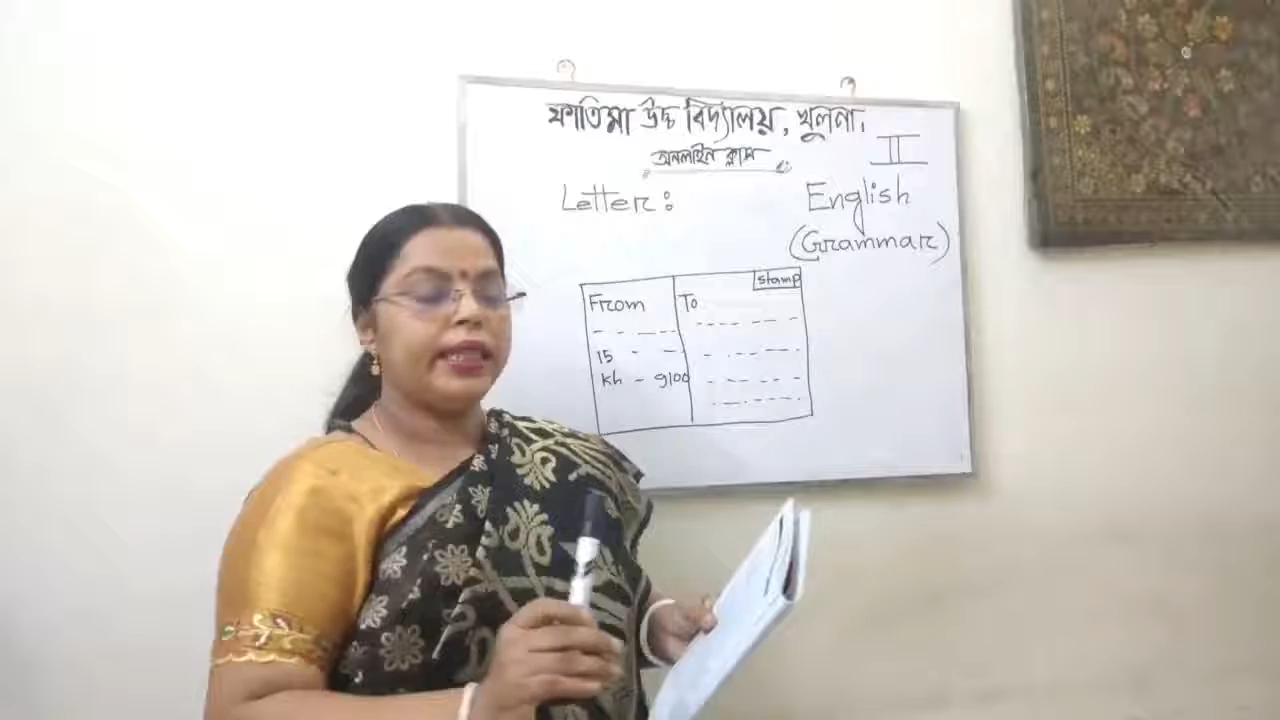 ফাতিমা উচ্চ বিদ্যালয়, খুলনা।
অনলাইন ক্লাস
II
Letter:
English
(Grammar)
stamp
From
To
15
Kh - 9100